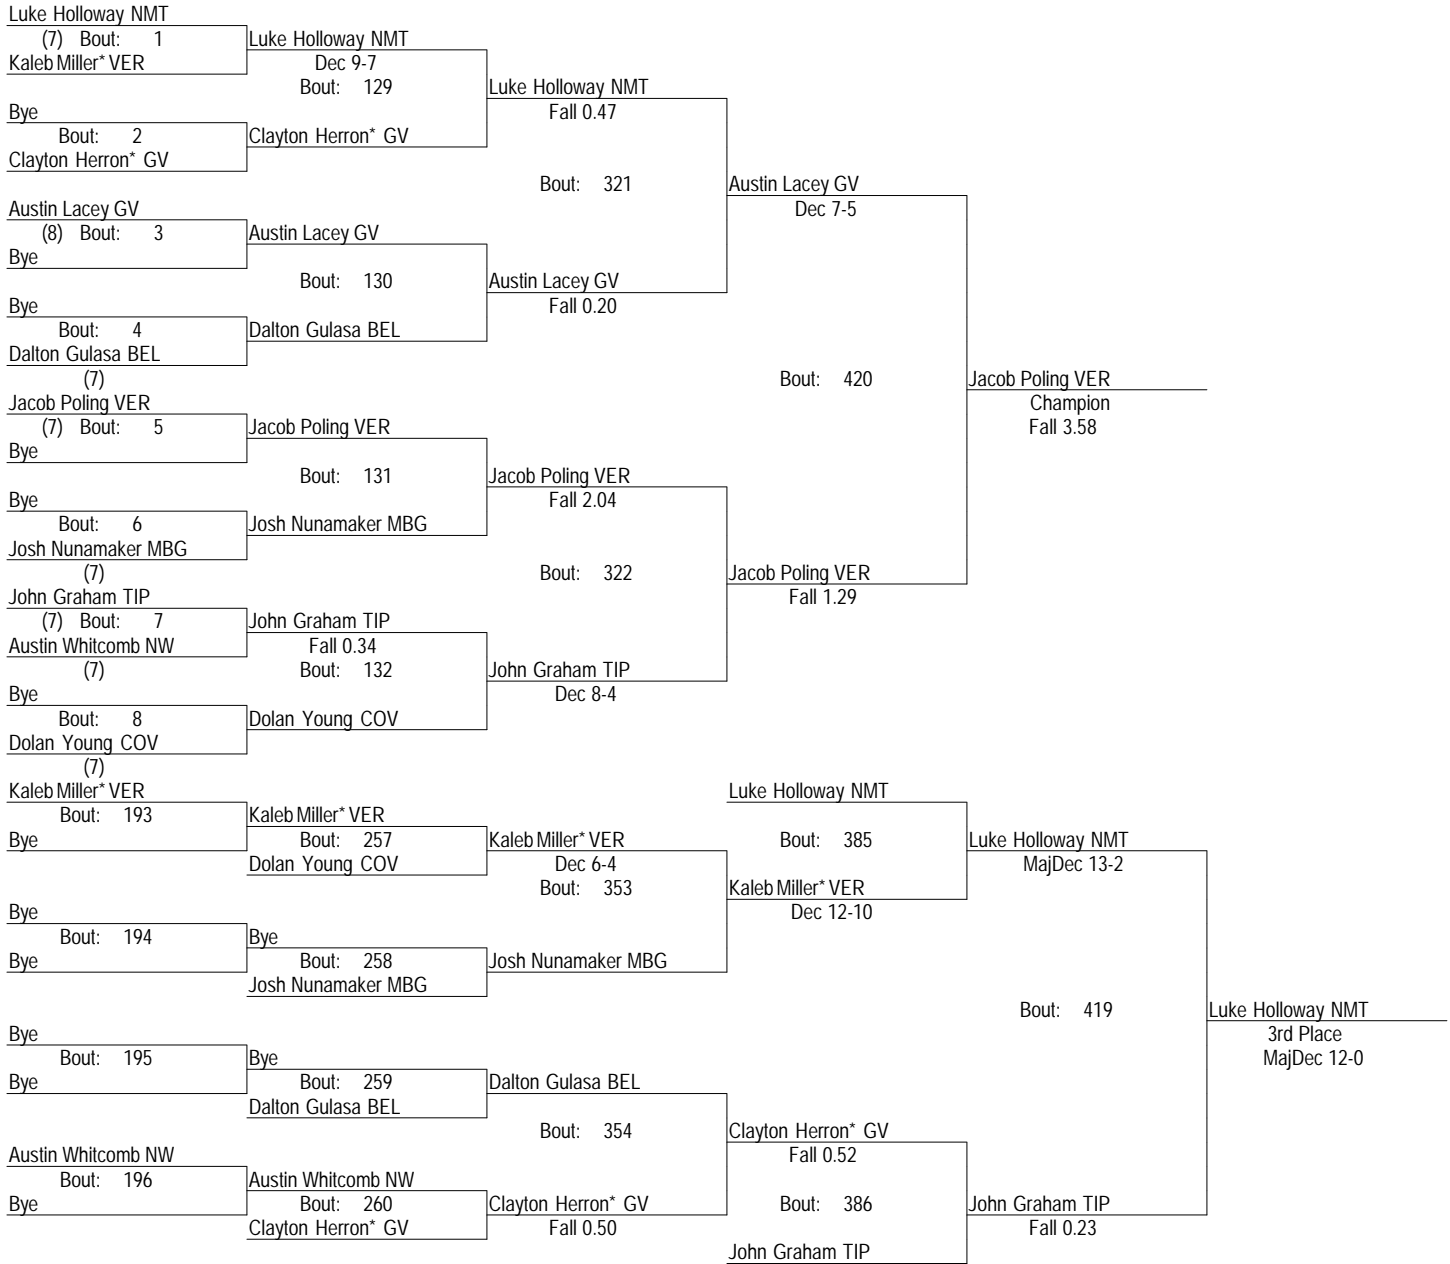 Luke Holloway NMT
(7) Bout: 1
Luke Holloway NMT
Kaleb Miller* VER
Dec 9-7
Bout: 129
Luke Holloway NMT
Bye
Fall 0.47
Bout: 2
Clayton Herron* GV
Clayton Herron* GV
Bout: 321
Austin Lacey GV
Austin Lacey GV
Dec 7-5
(8) Bout: 3
Austin Lacey GV
Bye
Bout: 130
Austin Lacey GV
Bye
Fall 0.20
Bout: 4
Dalton Gulasa BEL
Dalton Gulasa BEL
(7)
Bout: 420
Jacob Poling VER
Jacob Poling VER
Champion
(7) Bout: 5
Jacob Poling VER
Fall 3.58
Bye
Bout: 131
Jacob Poling VER
Bye
Fall 2.04
Bout: 6
Josh Nunamaker MBG
Josh Nunamaker MBG
(7)
Bout: 322
Jacob Poling VER
John Graham TIP
Fall 1.29
(7) Bout: 7
John Graham TIP
Austin Whitcomb NW
Fall 0.34
(7)
Bout: 132
John Graham TIP
Bye
Dec 8-4
Bout: 8
Dolan Young COV
Dolan Young COV
(7)
Kaleb Miller* VER
Luke Holloway NMT
Bout: 193
Kaleb Miller* VER
Bye
Bout: 257
Kaleb Miller* VER
Bout: 385
Luke Holloway NMT
Dolan Young COV
Dec 6-4
MajDec 13-2
Bout: 353
Kaleb Miller* VER
Bye
Dec 12-10
Bout: 194
Bye
Bye
Bout: 258
Josh Nunamaker MBG
Josh Nunamaker MBG
Bout: 419
Luke Holloway NMT
Bye
3rd Place
Bout: 195
Bye
MajDec 12-0
Bye
Bout: 259
Dalton Gulasa BEL
Dalton Gulasa BEL
Bout: 354
Clayton Herron* GV
Austin Whitcomb NW
Fall 0.52
Bout: 196
Austin Whitcomb NW
Bye
Bout: 260
Clayton Herron* GV
Bout: 386
John Graham TIP
Clayton Herron* GV
Fall 0.50
Fall 0.23
John Graham TIP